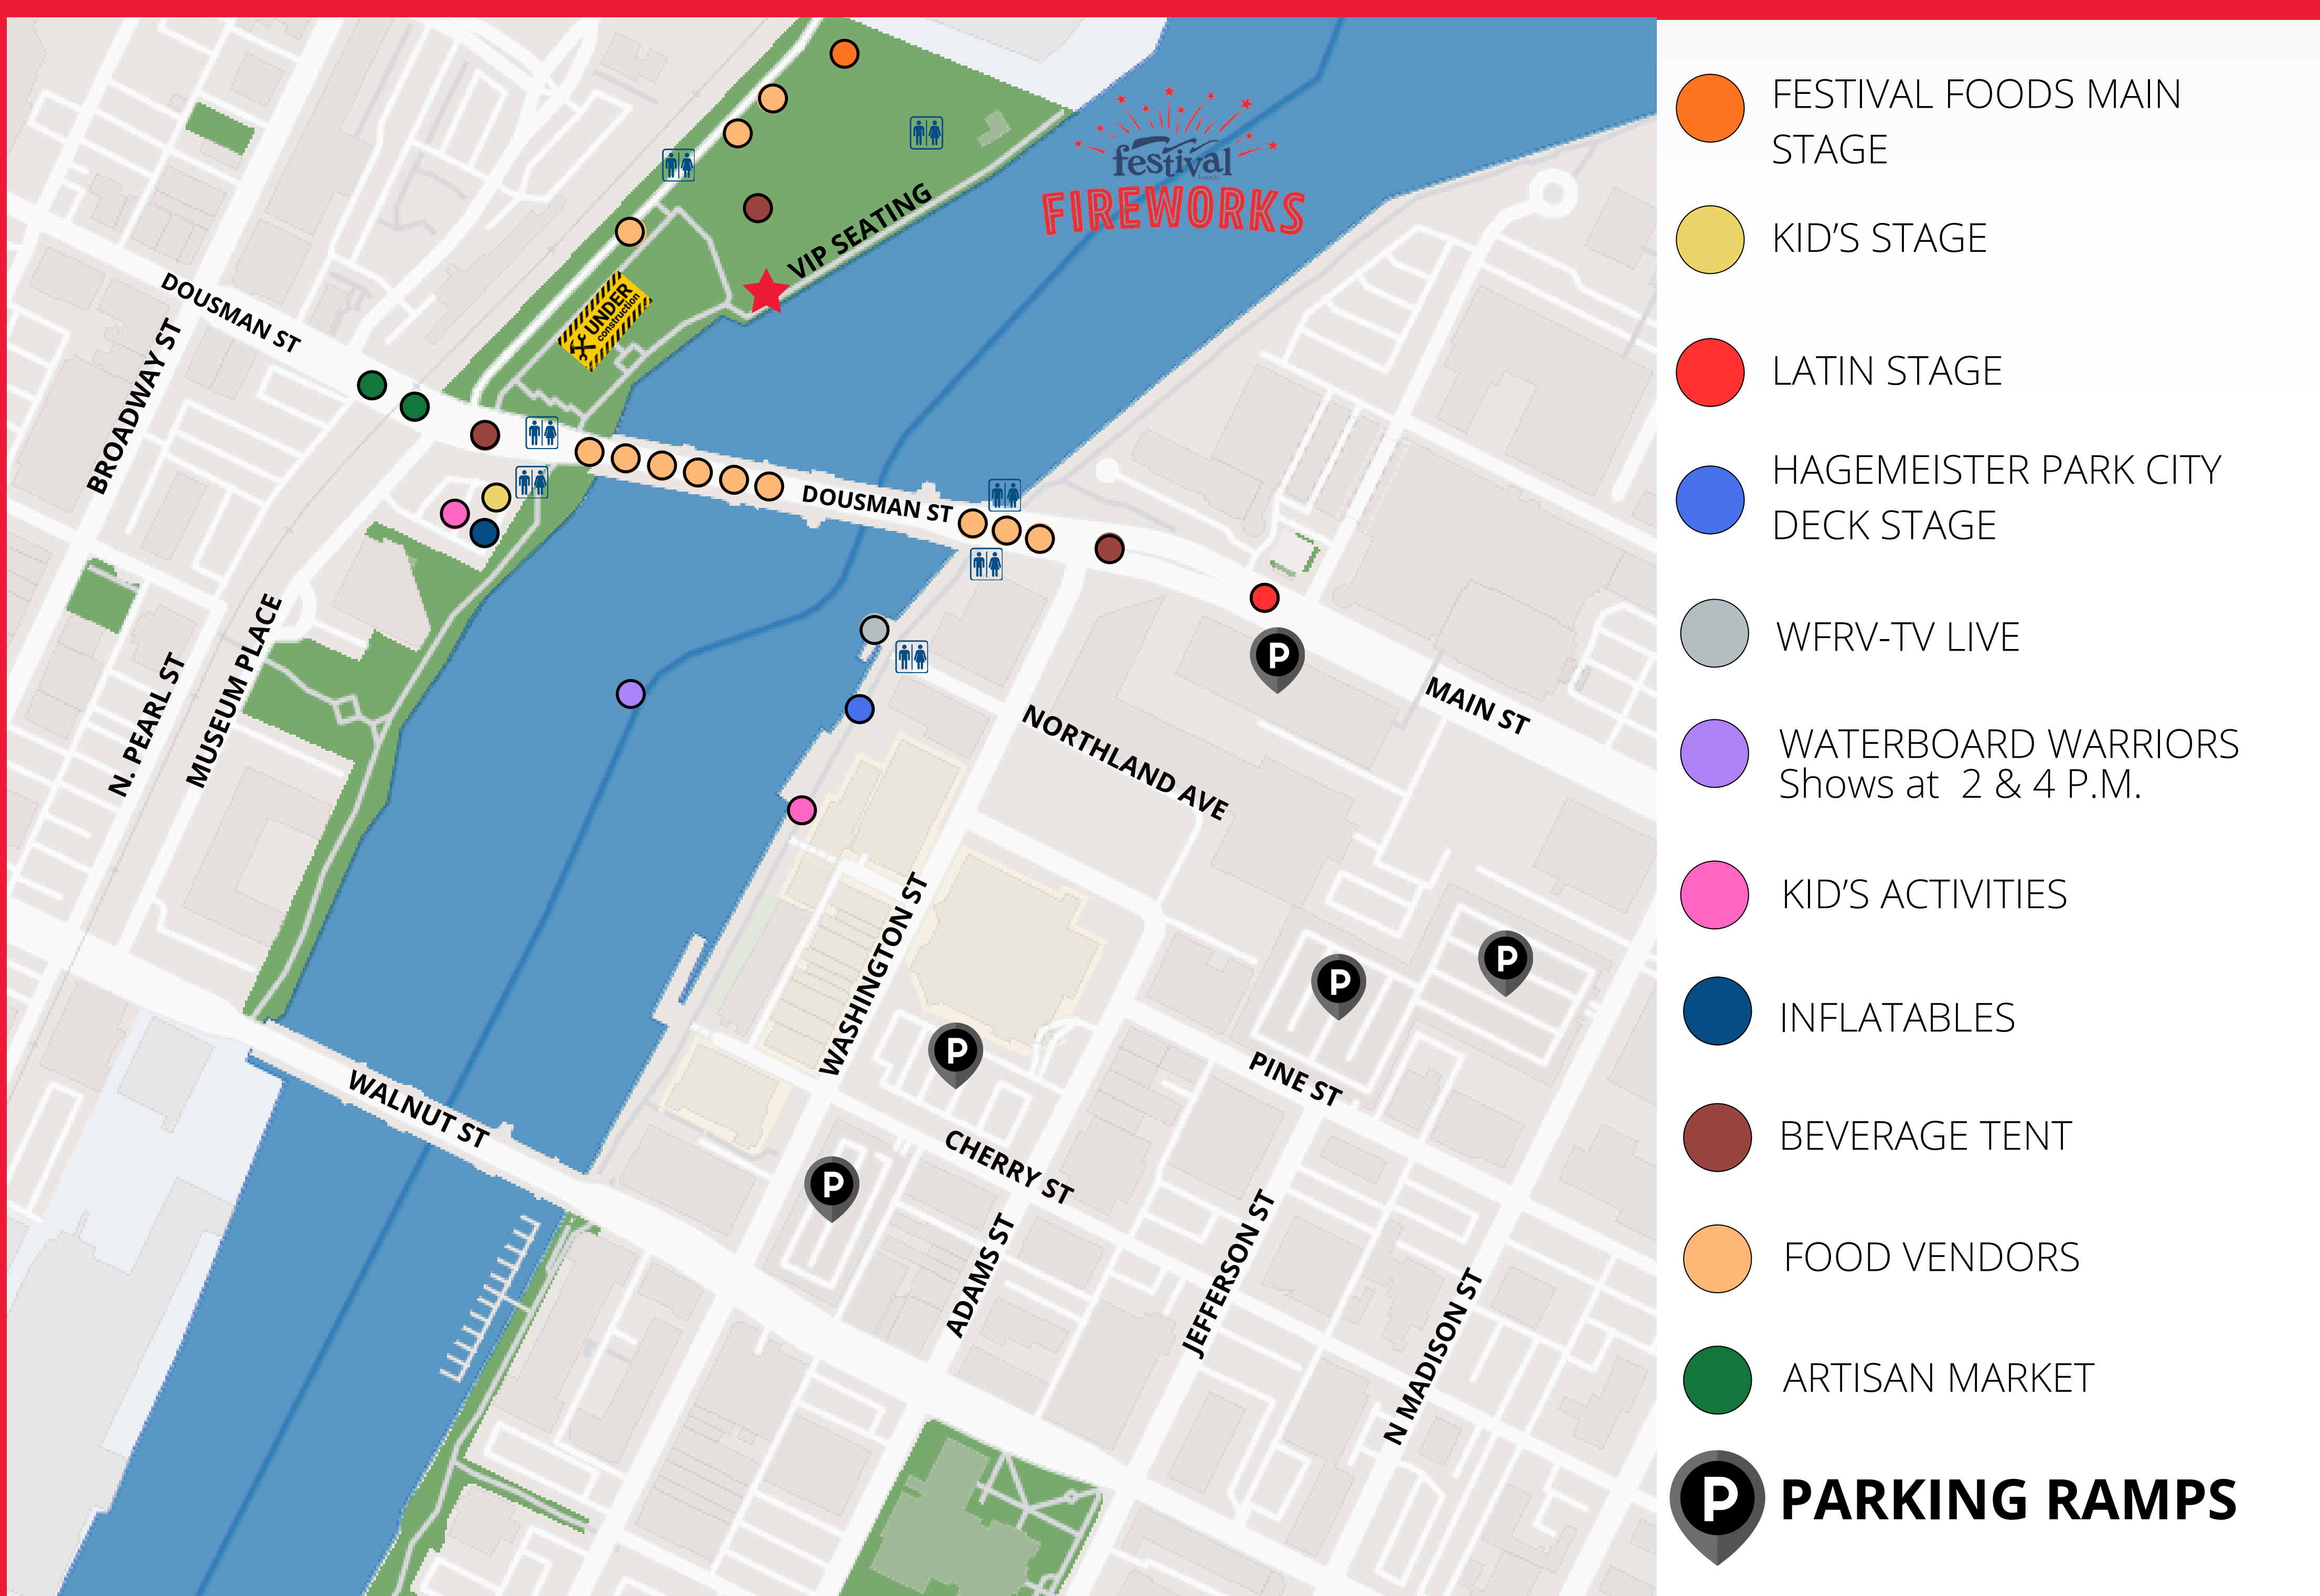 festival
foods
FIREWORKS
VIP SEATING
UNDER
construction
DOUSMAN ST
BROADWAY ST
DOUSMAN ST
N. PEARL ST
MUSEUM PLACE
MAIN ST
NORTHLAND AVE
WASHINGTON ST
PINE ST
WALNUT ST
CHERRY ST
ADAMS ST
JEFFERSON ST
N MADISON ST
P
P
P
P
P
FESTIVAL FOODS MAIN
STAGE
KID'S STAGE
LATIN STAGE
HAGEMEISTER PARK CITY
DECK STAGE
WFRV-TV LIVE
WATERBOARD WARRIORS
Shows at 2 & 4 P.M.
KID'S ACTIVITIES
INFLATABLES
BEVERAGE TENT
FOOD VENDORS
ARTISAN MARKET
P PARKING RAMPS